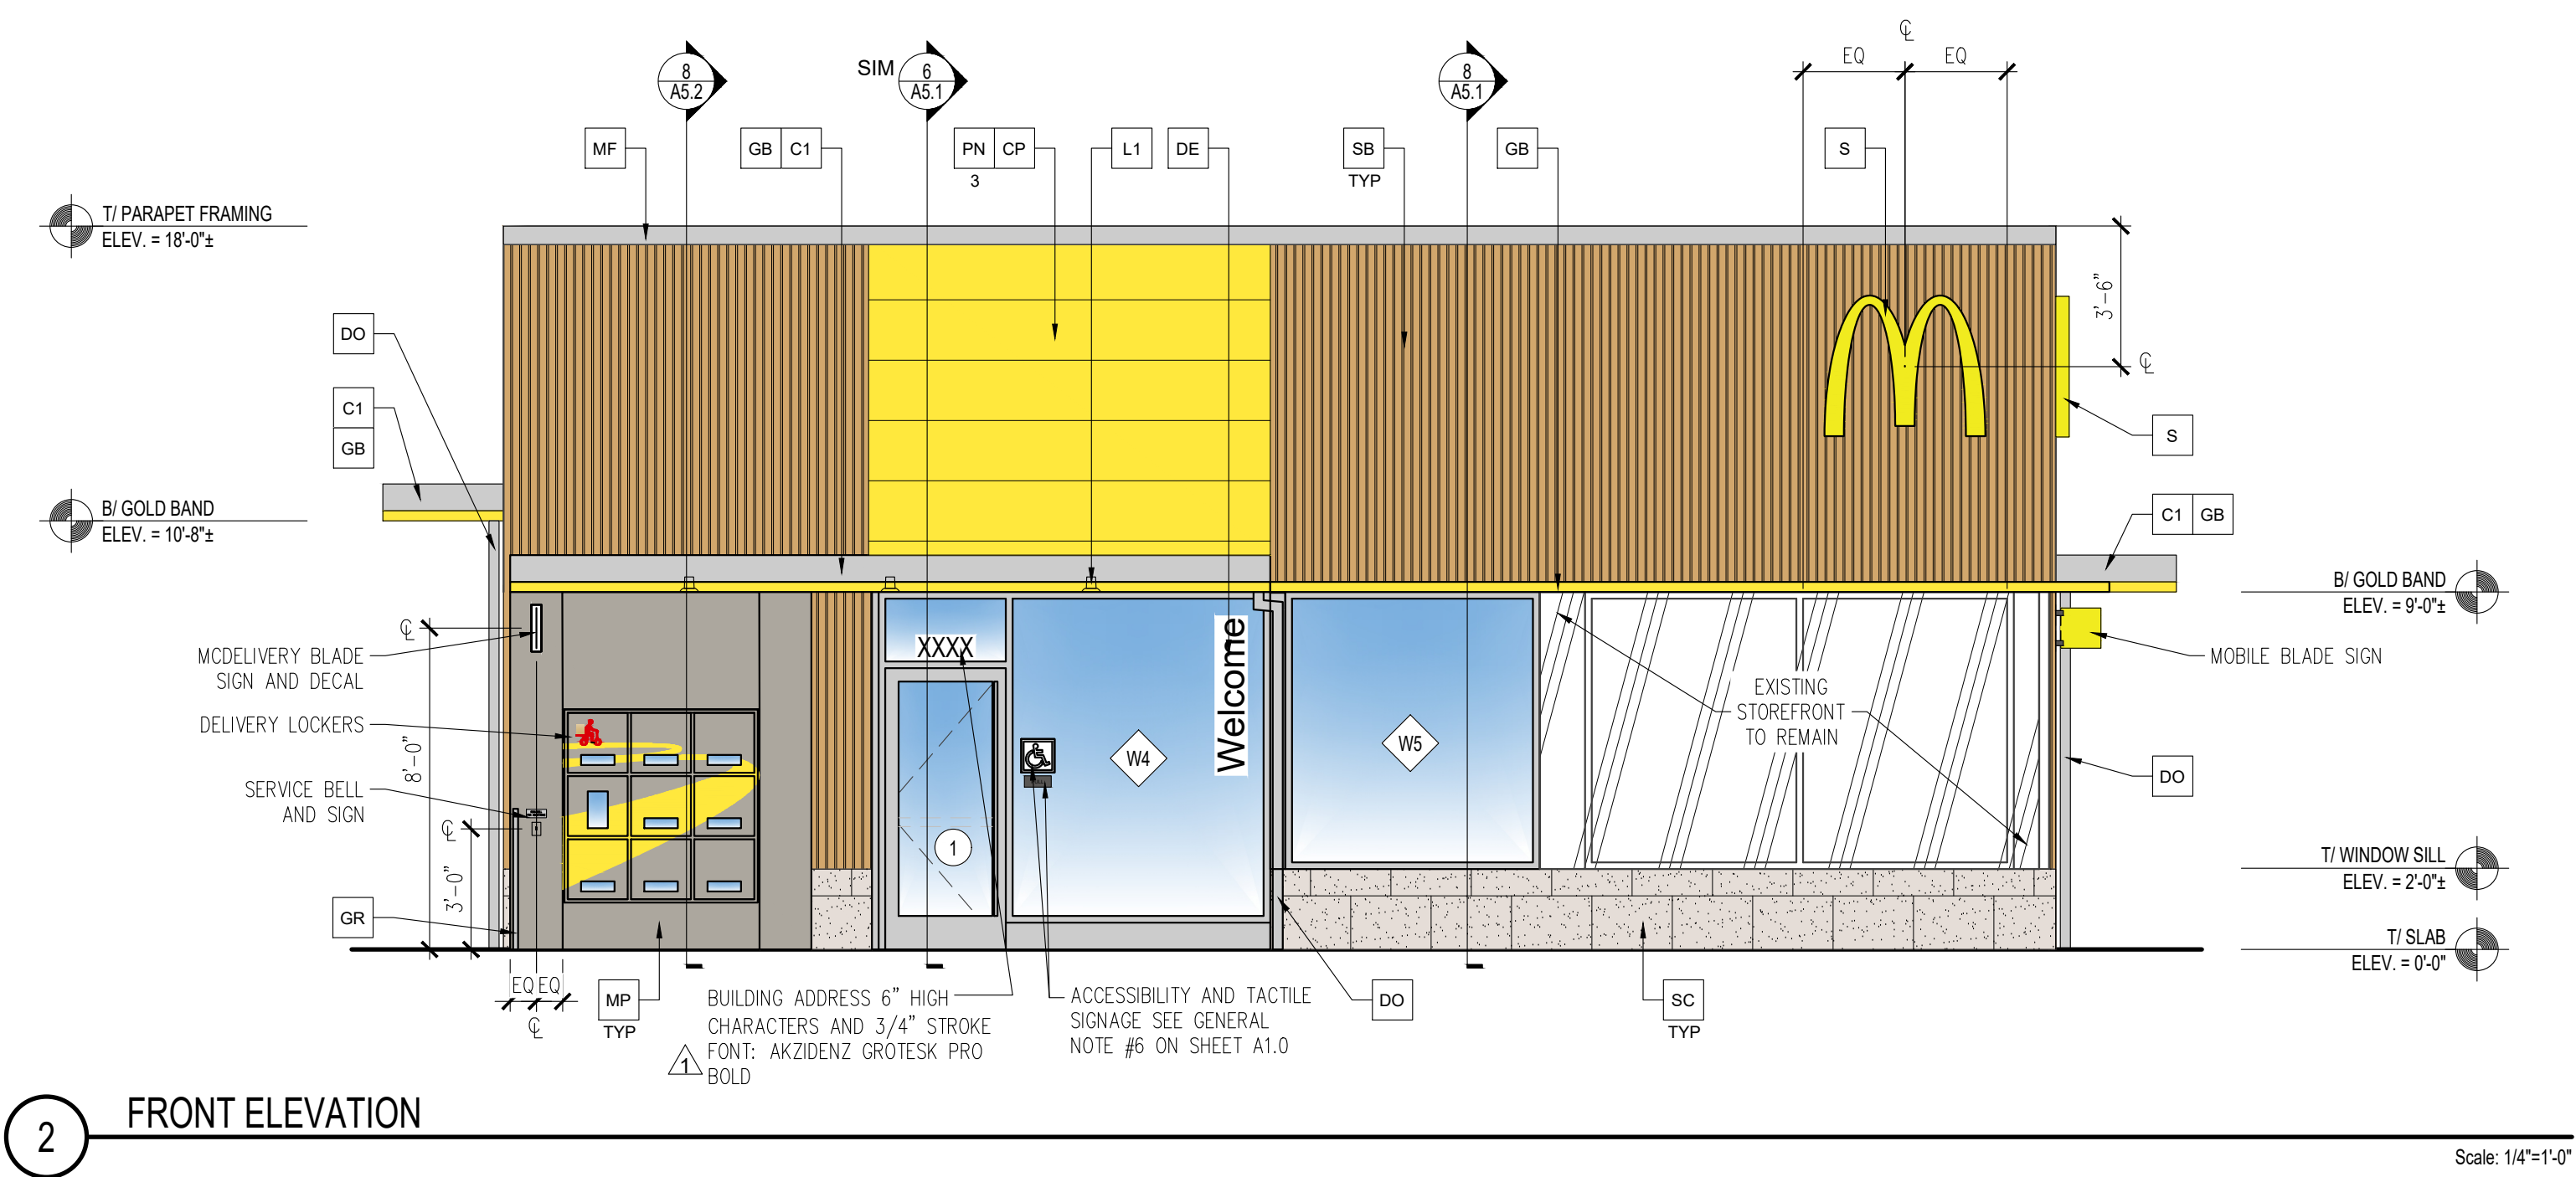 ℄
EQ EQ
8
A5.2
SIM
6
A5.1
8
A5.1
MF
GB C1
PN CP
3
L1
DE
SB
TYP
GB
S
T/ PARAPET FRAMING
ELEV. = 18'-0"±
3'-6"
℄
DO
C1
GB
S
B/ GOLD BAND
ELEV. = 10'-8"±
C1 GB
B/ GOLD BAND
ELEV. = 9'-0"±
℄
MCDELIVERY BLADE
SIGN AND DECAL
DELIVERY LOCKERS
8'-0"
SERVICE BELL
AND SIGN
℄
3'-0"
GR
XXXX
Welcome
W4
W5
1
EXISTING
STOREFRONT
TO REMAIN
MOBILE BLADE SIGN
DO
T/ WINDOW SILL
ELEV. = 2'-0"±
T/ SLAB
ELEV. = 0'-0"
EQ EQ
℄
MP
TYP
BUILDING ADDRESS 6" HIGH
CHARACTERS AND 3/4" STROKE
FONT: AKZIDENZ GROTESK PRO
BOLD
1
ACCESSIBILITY AND TACTILE
SIGNAGE SEE GENERAL
NOTE #6 ON SHEET A1.0
DO
SC
TYP
2
FRONT ELEVATION
Scale: 1/4"=1'-0"